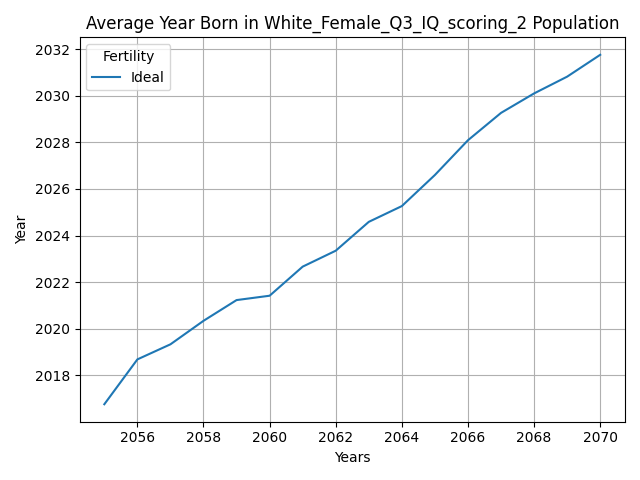 Average Year Born in White_Female_Q3_IQ_scoring_2 Population
Fertility
Ideal
2032
2030
2028
2026
2024
2022
2020
2018
Year
2056 2058 2060 2062 2064 2066 2068 2070
Years